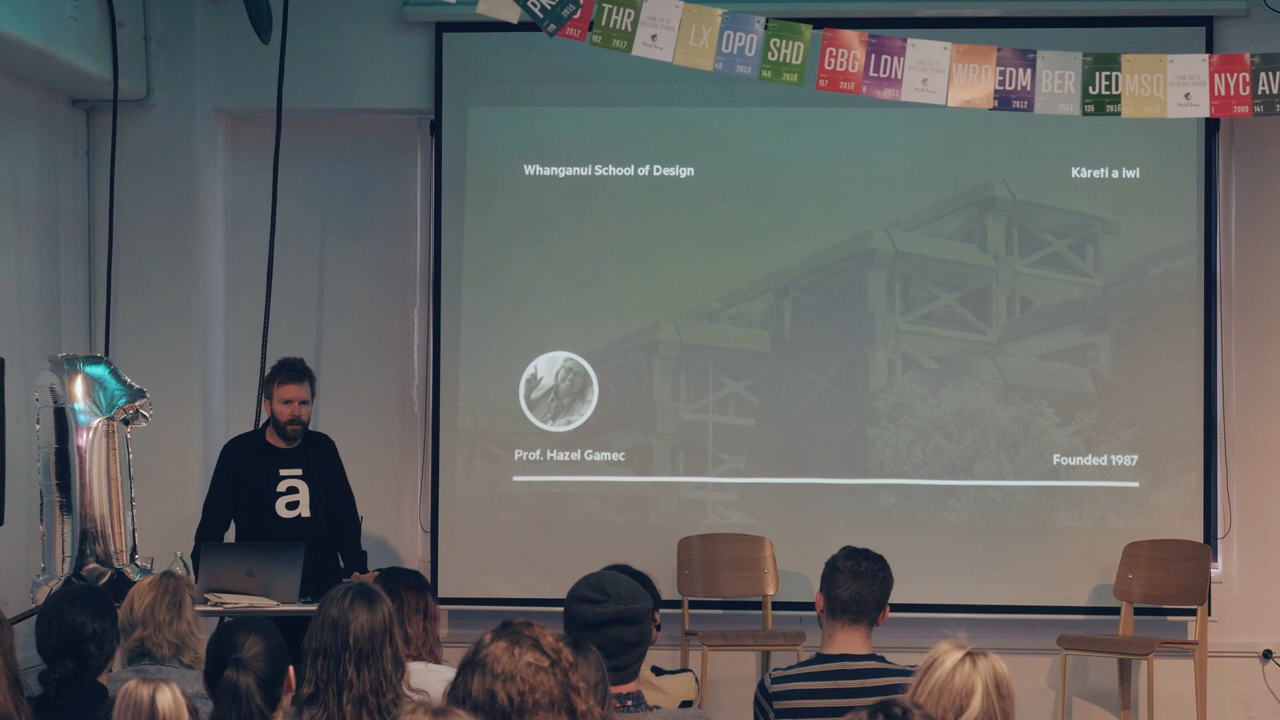 THR
LX
OPO
SHD
GBG
LDN
WRO
EDM
BER
JED
MSQ
NYC
AV
Whanganui School of Design
Kāreti a iwi
ā
Prof. Hazel Gamec
Founded 1987